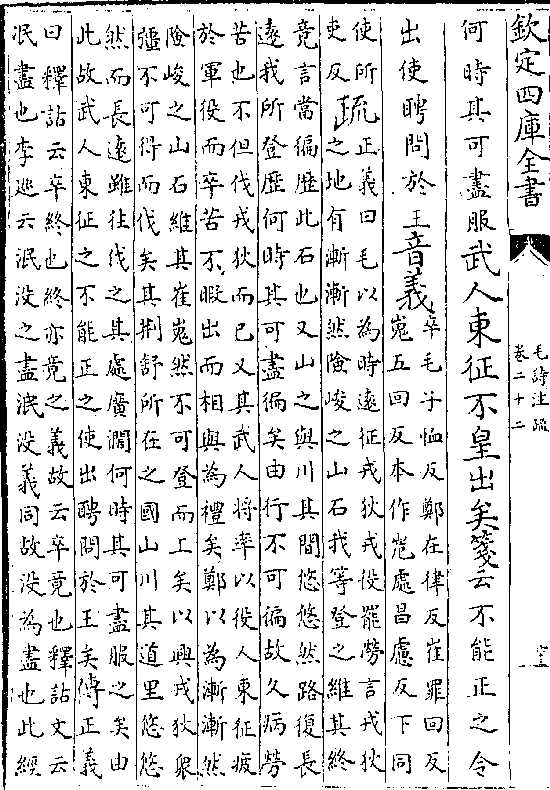 欽定四庫全書
毛詩注疏
卷二十二
何時其可盡服武人東征不皇出矣箋云不能正之令
出使聘問於王音義
卒毛子恤反鄭在律反崔罪回反
嵬五回反本作峞處昌慮反下同
使所
吏反
疏
正義曰毛以為時遠征戎狄戎役罷勞言戎狄
之地有漸漸然險峻之山石我等登之維其終
竟言當徧歴此石也又山之與川其間悠悠然路復長
遠我所登歴何時其可盡徧矣由行不可徧故久病勞
苦也不但伐戎狄而已又其武人將率以役人東征疲
於軍役而卒苦不暇出而相與為禮矣鄭以為漸漸然
險峻之山石維其崔嵬然不可登而上矣以興戎狄衆
彊不可得而伐矣其荆舒所在之國山川其道里悠悠
然而長遠雖往伐之其處廣濶何時其可盡服之矣由
此故武人東征之不能正之使出聘問於王矣傳正義
曰釋詁云卒終也終亦竟之義故云卒竟也釋詁文云
泯盡也李廵云泯没之盡泯没義同故没為盡也此經